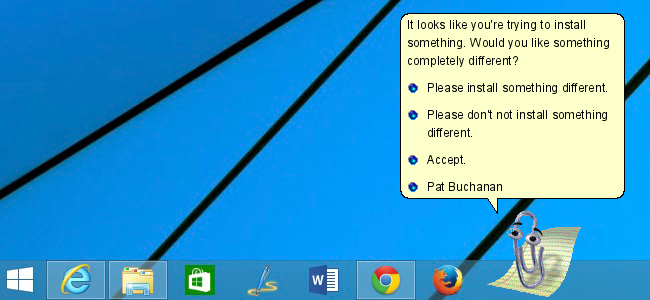 It looks like you're trying to install
something. Would you like something
completely different?
Please install something different.
Please don't not install something
different.
Accept.
Pat Buchanan
W